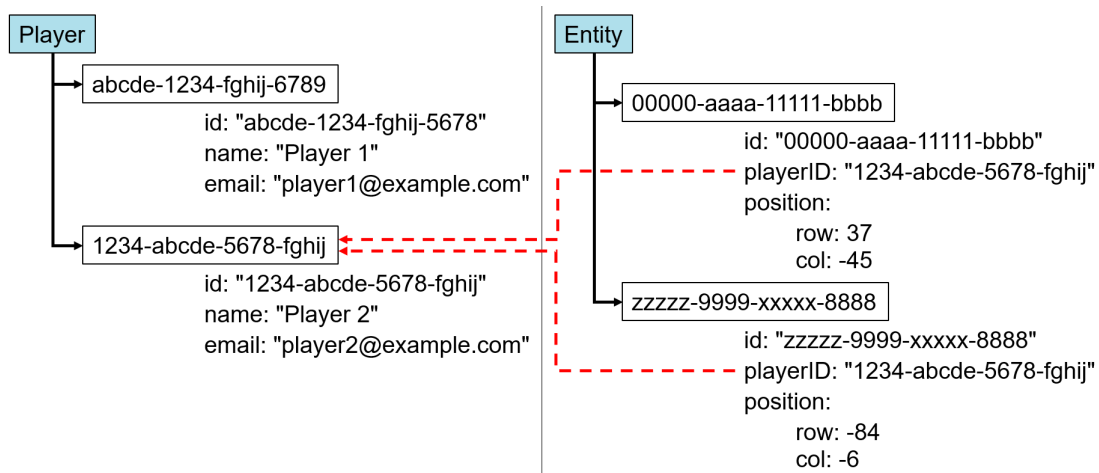 Player
abcde-1234-fghij-6789
id: "abcde-1234-fghij-5678"
name: "Player 1"
email: "player1@example.com"
1234-abcde-5678-fghij
id: "1234-abcde-5678-fghij"
name: "Player 2"
email: "player2@example.com"
Entity
00000-aaaa-11111-bbbb
id: "00000-aaaa-11111-bbbb"
playerID: "1234-abcde-5678-fghij"
position:
row: 37
col: -45
zzzzz-9999-xxxxx-8888
id: "zzzzz-9999-xxxxx-8888"
playerID: "1234-abcde-5678-fghij"
position:
row: -84
col: -6